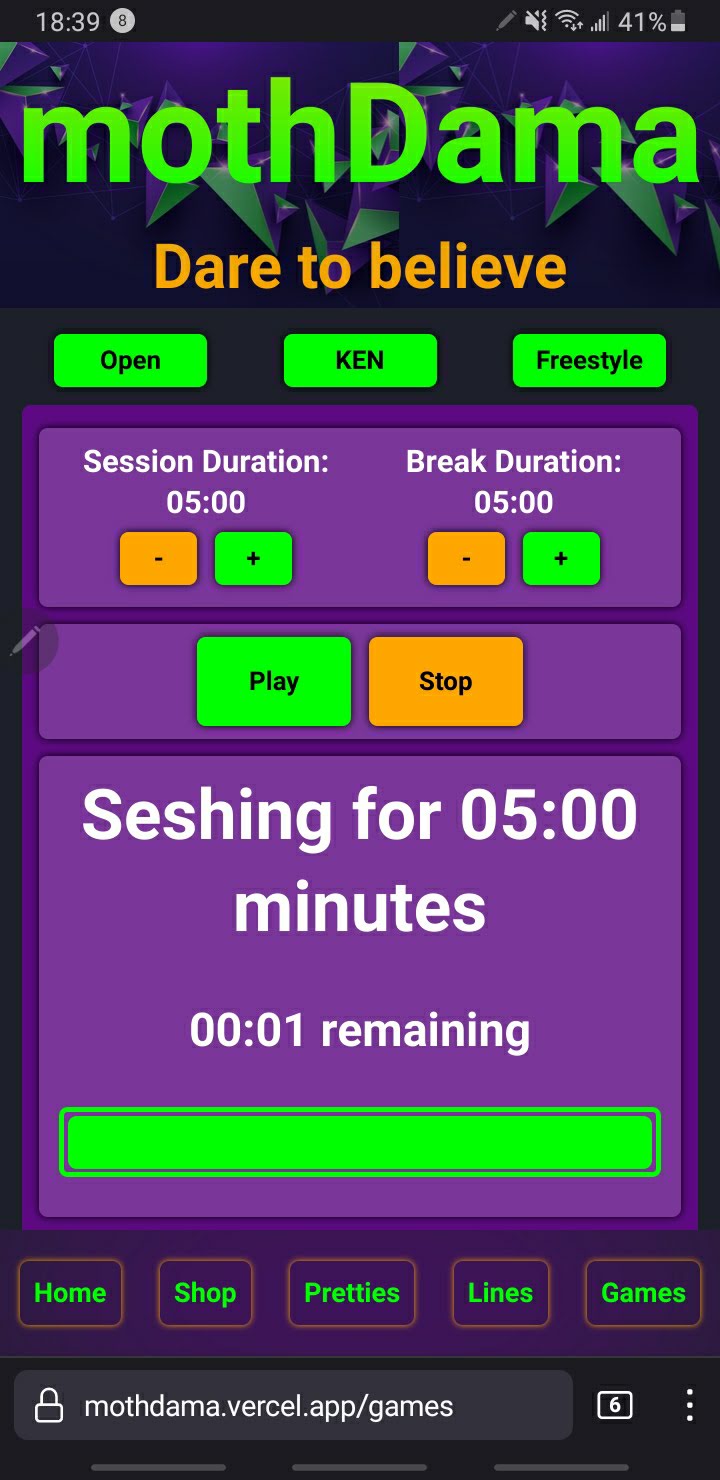 18:39 8 41%
mothDama
Dare to believe
Open KEN Freestyle
Session Duration: Break Duration:
05:00 05:00
- + - +
Play Stop
Seshing for 05:00
minutes
00:01 remaining
Home Shop Pretties Lines Games
mothdama.vercel.app/games 6